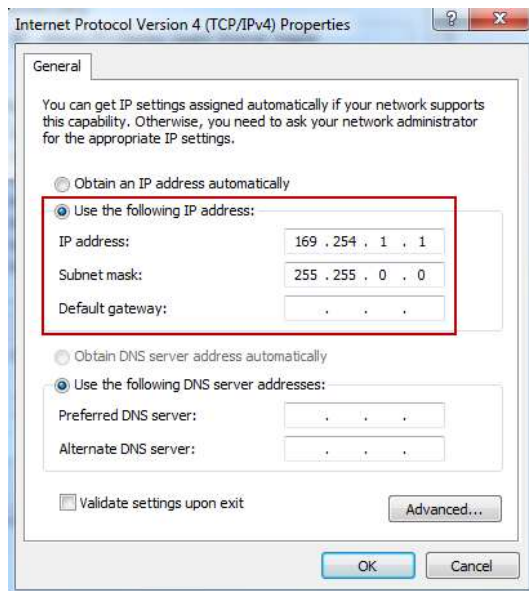 Internet Protocol Version 4 (TCP/IPv4) Properties
General
You can get IP settings assigned automatically if your network supports
this capability. Otherwise, you need to ask your network administrator
for the appropriate IP settings.
Obtain an IP address automatically
Use the following IP address:
IP address: 169 . 254 . 1 . 1
Subnet mask: 255 . 255 . 0 . 0
Default gateway: . . .
Obtain DNS server address automatically
Use the following DNS server addresses:
Preferred DNS server: . . .
Alternate DNS server: . . .
Validate settings upon exit
Advanced...
OK Cancel